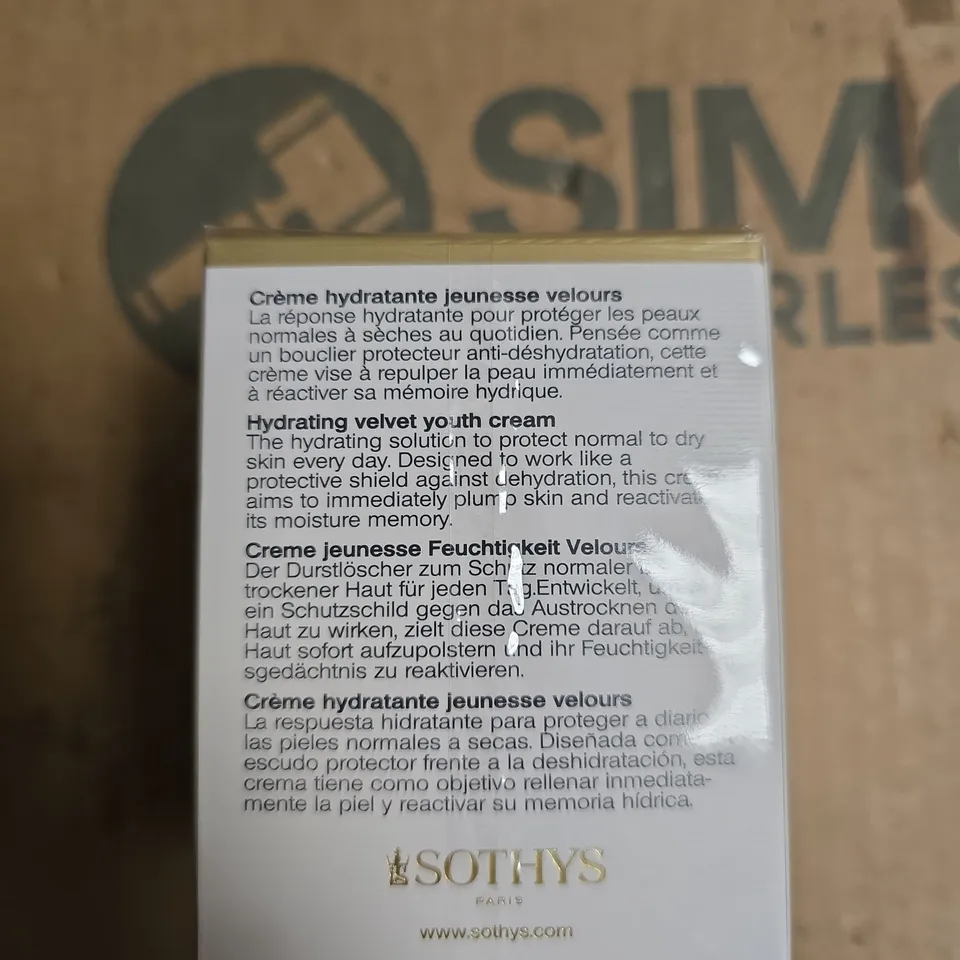 SIM
RLES
Crème hydratante jeunesse velours
La réponse hydratante pour protéger les peaux
normales à sèches au quotidien. Pensée comme
un bouclier protecteur anti-déshydratation, cette
crème vise à repulper la peau immédiatement et
à réactiver sa mémoire hydrique.
Hydrating velvet youth cream
The hydrating solution to protect normal to dry
skin every day. Designed to work like a
protective shield against dehydration, this
aims to immediately plump skin and reactivate
its moisture memory.
Creme jeunesse Feuchtigkeit Velours
Der Durstlöscher zum Schutz normaler
trockener Haut für jeden Tag.Entwickelt,
ein Schutzschild gegen das Austrocknen
Haut zu wirken, zielt diese Creme darauf ab,
Haut sofort aufzupolstern und ihr Feuchtigkeit
sgedächtnis zu reaktivieren.
Crème hydratante jeunesse velours
La respuesta hidratante para proteger a diario
las pieles normales a secas. Diseñada
escudo protector frente a la deshidratación, esta
crema tiene como objetivo rellenar inmediata-
mente la piel y reactivar su memoria hídrica.
SOTHYS
PARIS
www.sothys.com